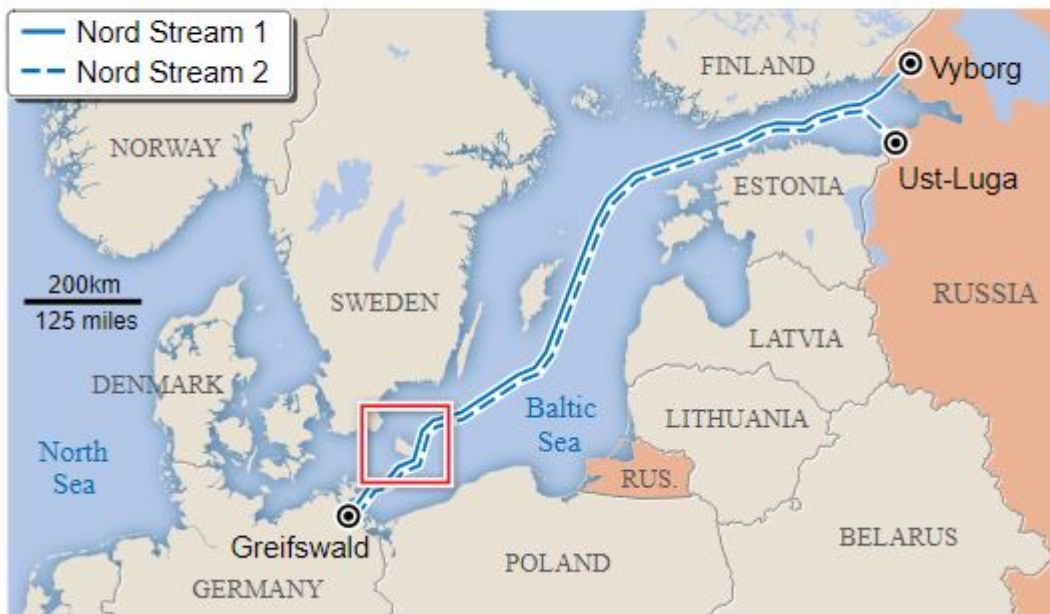 Nord Stream 1
Nord Stream 2
FINLAND
Vyborg
NORWAY
Ust-Luga
ESTONIA
200km
125 miles
SWEDEN
RUSSIA
LATVIA
DENMARK
Baltic
Sea
LITHUANIA
North
Sea
RUS.
BELARUS
Greifswald
POLAND
GERMANY